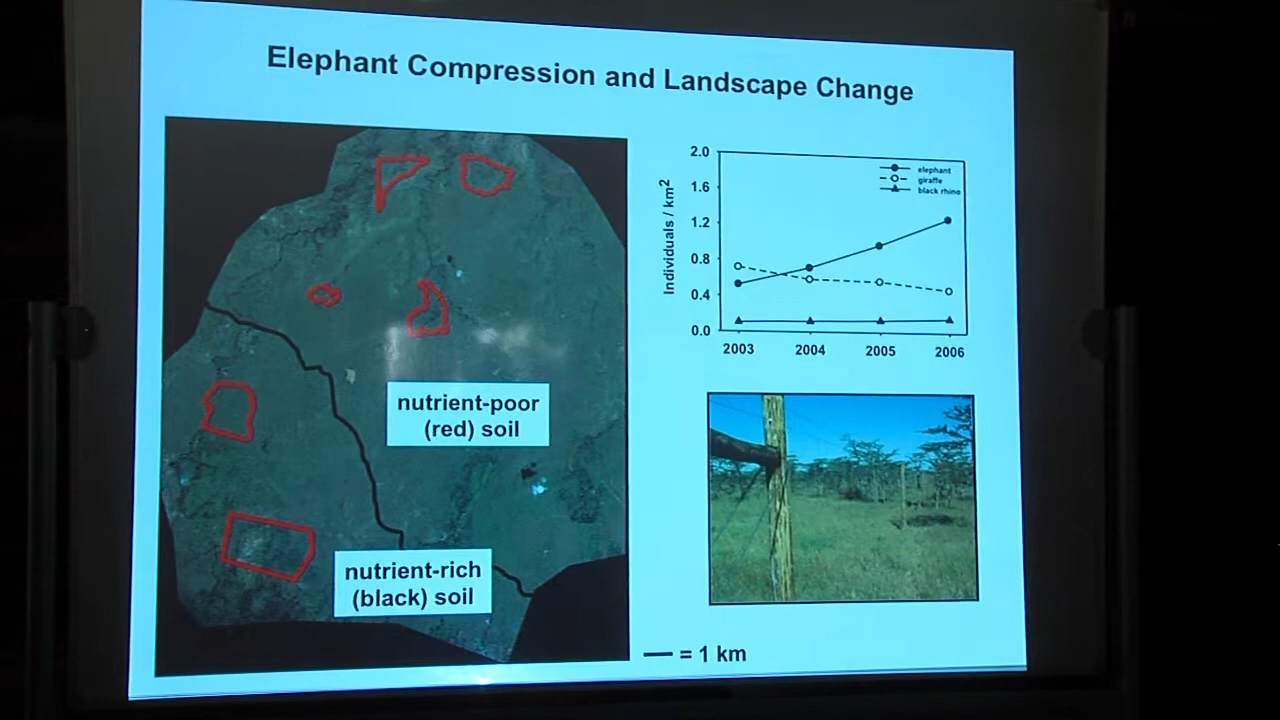 Elephant Compression and Landscape Change
nutrient-poor
(red) soil
nutrient-rich
(black) soil
2.0
1.6
1.2
0.8
0.4
0.0
Individuals / km²
elephant
giraffe
black rhino
2003 2004 2005 2006
= 1 km